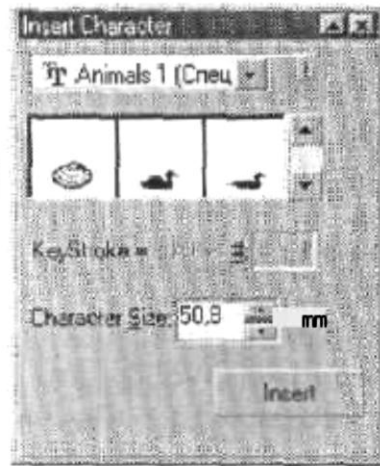 Insert Character
Animals 1 (Спец
KeyStroke =
Character Size: 50,8 mm
Insert